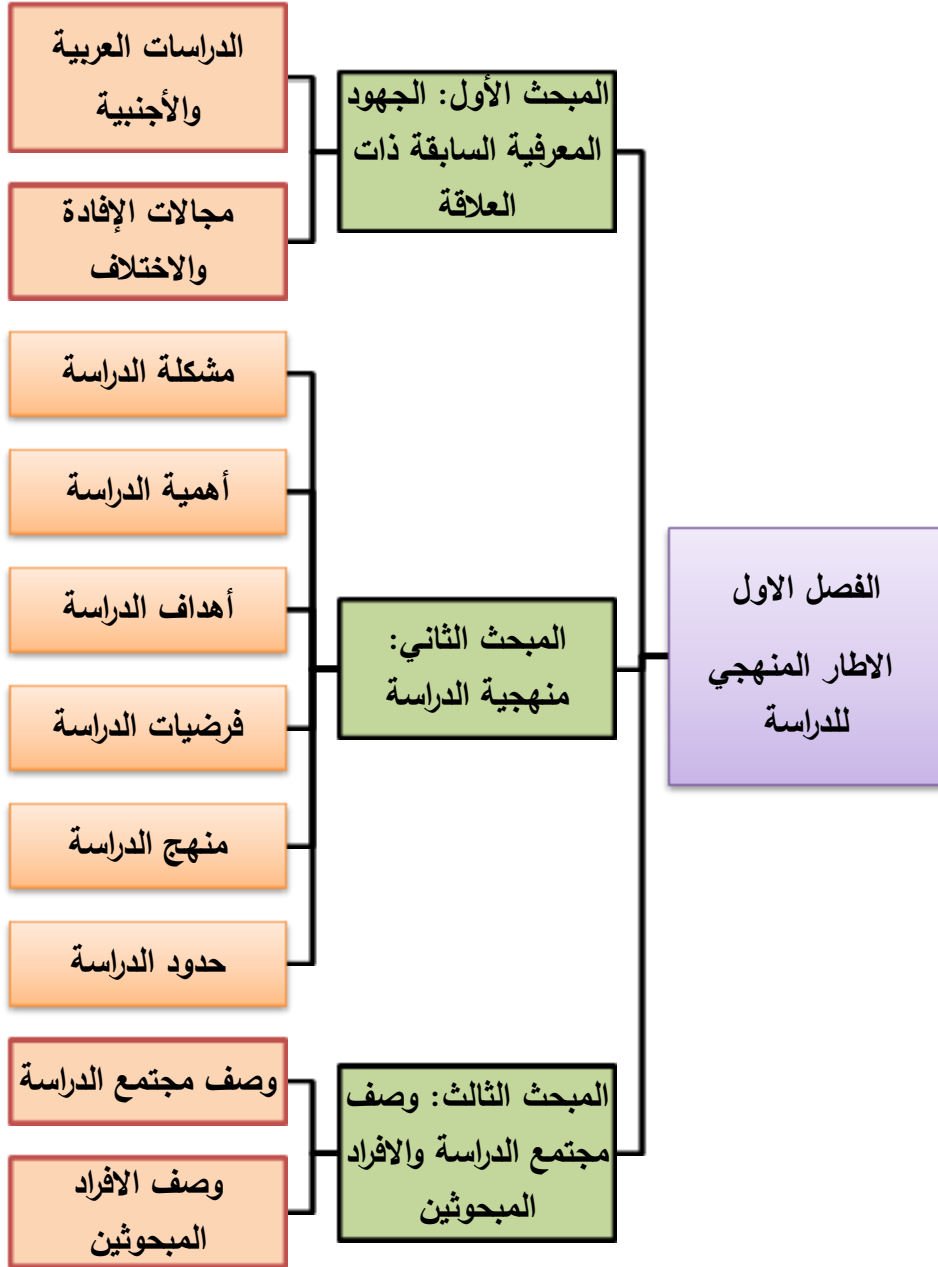 الفصل الاول
الاطار المنهجي
للدراسة
المبحث الأول: الجهود
المعرفية السابقة ذات
العلاقة
الدراسات العربية
والأجنبية
مجالات الإفادة
والاختلاف
المبحث الثاني:
منهجية الدراسة
مشكلة الدراسة
أهمية الدراسة
أهداف الدراسة
فرضيات الدراسة
منهج الدراسة
حدود الدراسة
المبحث الثالث: وصف
مجتمع الدراسة والافراد
المبحوثين
وصف مجتمع الدراسة
وصف الافراد
المبحوثين